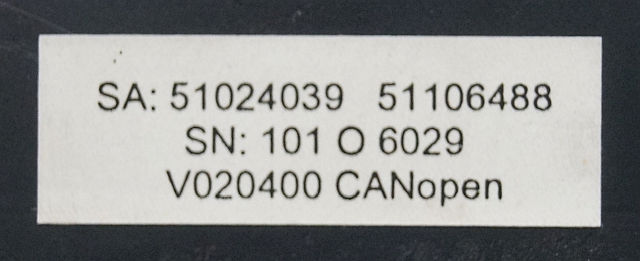 SA: 51024039 51106488
SN: 101 O 6029
V020400 CANopen